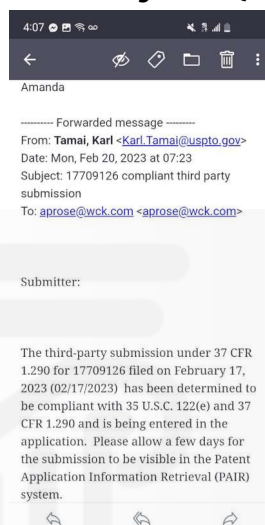 4:07
Amanda
---------- Forwarded message ---------
From: Tamai, Karl <Karl.Tamai@uspto.gov>
Date: Mon, Feb 20, 2023 at 07:23
Subject: 17709126 compliant third party
submission
To: aprose@wck.com <aprose@wck.com>
Submitter:
The third-party submission under 37 CFR
1.290 for 17709126 filed on February 17,
2023 (02/17/2023)  has been determined to
be compliant with 35 U.S.C. 122(e) and 37
CFR 1.290 and is being entered in the
application.  Please allow a few days for
the submission to be visible in the Patent
Application Information Retrieval (PAIR)
system.